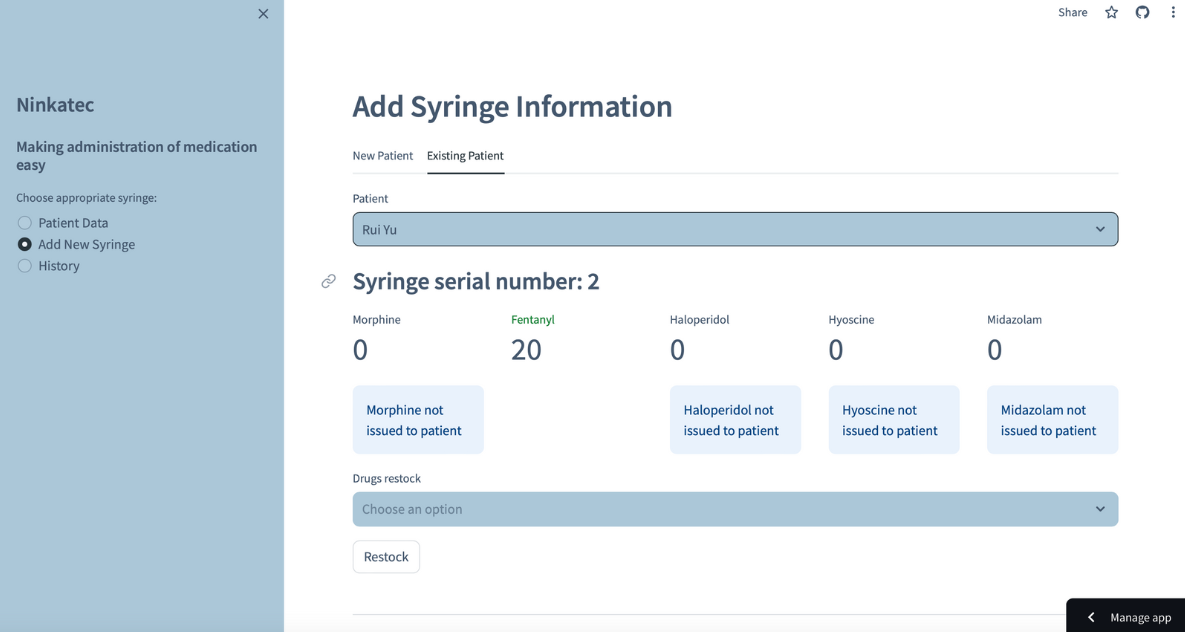 Share
Ninkatec
Making administration of medication
easy
Choose appropriate syringe:
Patient Data
Add New Syringe
History
Add Syringe Information
New Patient Existing Patient
Patient
Rui Yu
Syringe serial number: 2
Morphine Fentanyl Haloperidol Hyoscine Midazolam
0 20 0 0 0
Morphine not
issued to patient
Haloperidol not
issued to patient
Hyoscine not
issued to patient
Midazolam not
issued to patient
Drugs restock
Choose an option
Restock
Manage app